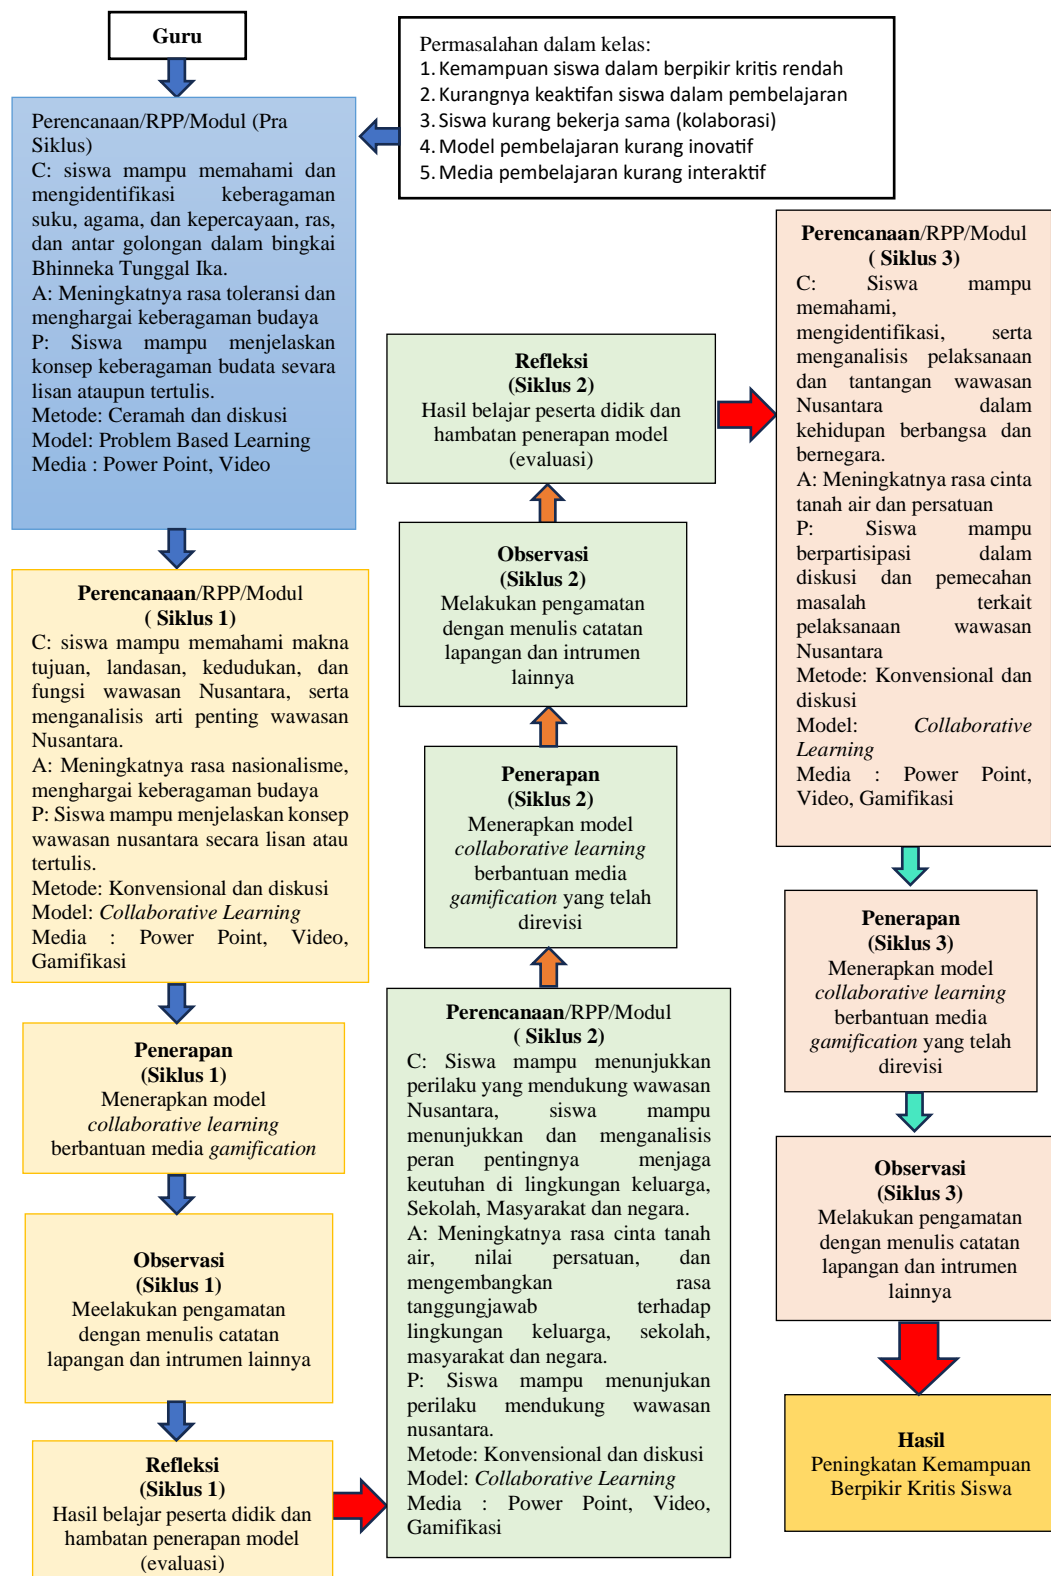 Guru
Permasalahan dalam kelas:
1. Kemampuan siswa dalam berpikir kritis rendah
2. Kurangnya keaktifan siswa dalam pembelajaran
3. Siswa kurang bekerja sama (kolaborasi)
4. Model pembelajaran kurang inovatif
5. Media pembelajaran kurang interaktif
Perencanaan/RPP/Modul (Pra
Siklus)
C: siswa mampu memahami dan
mengidentifikasi keberagaman
suku, agama, dan kepercayaan, ras,
dan antar golongan dalam bingkai
Bhinneka Tunggal Ika.
A: Meningkatnya rasa toleransi dan
menghargai keberagaman budaya
P: Siswa mampu menjelaskan
konsep keberagaman budata sevara
lisan ataupun tertulis.
Metode: Ceramah dan diskusi
Model: Problem Based Learning
Media : Power Point, Video
Perencanaan/RPP/Modul
( Siklus 1)
C: siswa mampu memahami makna
tujuan, landasan, kedudukan, dan
fungsi wawasan Nusantara, serta
menganalisis arti penting wawasan
Nusantara.
A: Meningkatnya rasa nasionalisme,
menghargai keberagaman budaya
P: Siswa mampu menjelaskan konsep
wawasan nusantara secara lisan atau
tertulis.
Metode: Konvensional dan diskusi
Model: Collaborative Learning
Media : Power Point, Video,
Gamifikasi
Penerapan
(Siklus 1)
Menerapkan model
collaborative learning
berbantuan media gamification
Observasi
(Siklus 1)
Meelakukan pengamatan
dengan menulis catatan
lapangan dan intrumen lainnya
Refleksi
(Siklus 1)
Hasil belajar peserta didik dan
hambatan penerapan model
(evaluasi)
Perencanaan/RPP/Modul
( Siklus 2)
C: Siswa mampu menunjukkan
perilaku yang mendukung wawasan
Nusantara, siswa mampu
menunjukkan dan menganalisis
peran pentingnya menjaga
keutuhan di lingkungan keluarga,
Sekolah, Masyarakat dan negara.
A: Meningkatnya rasa cinta tanah
air, nilai persatuan, dan
mengembangkan rasa
tanggungjawab terhadap
lingkungan keluarga, sekolah,
masyarakat dan negara.
P: Siswa mampu menunjukan
perilaku mendukung wawasan
nusantara.
Metode: Konvensional dan diskusi
Model: Collaborative Learning
Media : Power Point, Video,
Gamifikasi
Penerapan
(Siklus 2)
Menerapkan model
collaborative learning
berbantuan media
gamification yang telah
direvisi
Observasi
(Siklus 2)
Melakukan pengamatan
dengan menulis catatan
lapangan dan intrumen
lainnya
Refleksi
(Siklus 2)
Hasil belajar peserta didik dan
hambatan penerapan model
(evaluasi)
Perencanaan/RPP/Modul
( Siklus 3)
C: Siswa mampu
memahami,
mengidentifikasi, serta
menganalisis pelaksanaan
dan tantangan wawasan
Nusantara dalam
kehidupan berbangsa dan
bernegara.
A: Meningkatnya rasa cinta
tanah air dan persatuan
P: Siswa mampu
berpartisipasi dalam
diskusi dan pemecahan
masalah terkait
pelaksanaan wawasan
Nusantara
Metode: Konvensional dan
diskusi
Model: Collaborative
Learning
Media : Power Point,
Video, Gamifikasi
Penerapan
(Siklus 3)
Menerapkan model
collaborative learning
berbantuan media
gamification yang telah
direvisi
Observasi
(Siklus 3)
Melakukan pengamatan
dengan menulis catatan
lapangan dan intrumen
lainnya
Hasil
Peningkatan Kemampuan
Berpikir Kritis Siswa